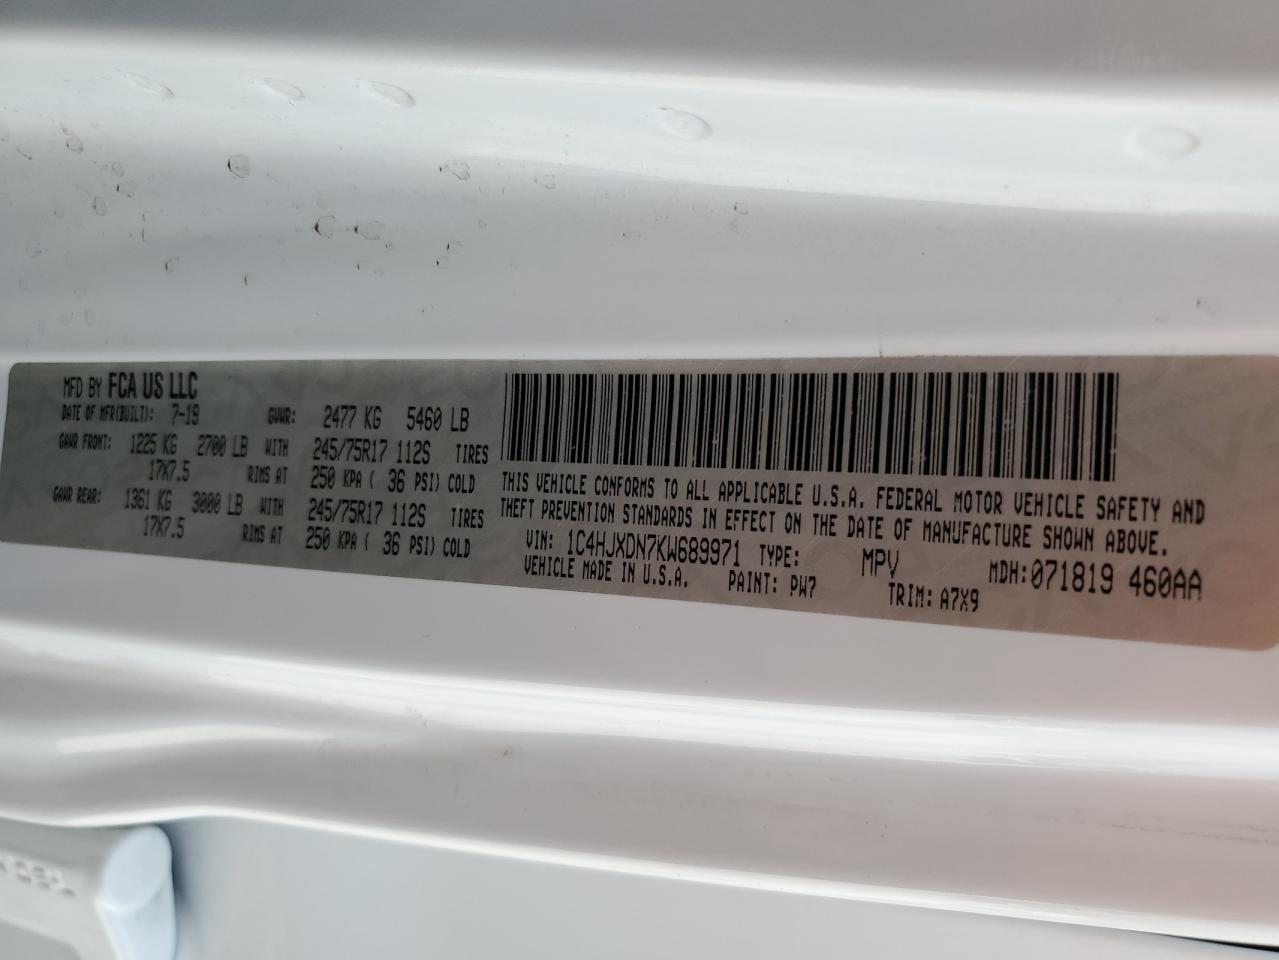 MFD BY FCA US LLC
DATE OF MFR(BUILT): 7-19 GVWR: 2477 KG 5460 LB
GAWR FRONT: 1225 KG 2700 LB WITH 245/75R17 112S TIRES
17X7.5 RIMS AT 250 KPA ( 36 PSI) COLD
GAWR REAR: 1361 KG 3000 LB WITH 245/75R17 112S TIRES
17X7.5 RIMS AT 250 KPA ( 36 PSI) COLD
THIS VEHICLE CONFORMS TO ALL APPLICABLE U.S.A. FEDERAL MOTOR VEHICLE SAFETY AND
THEFT PREVENTION STANDARDS IN EFFECT ON THE DATE OF MANUFACTURE SHOWN ABOVE.
VIN: 1C4HJXDN7KW689971 TYPE: MPV MDH:071819 460AA
VEHICLE MADE IN U.S.A. PAINT: PW7 TRIM: A7X9